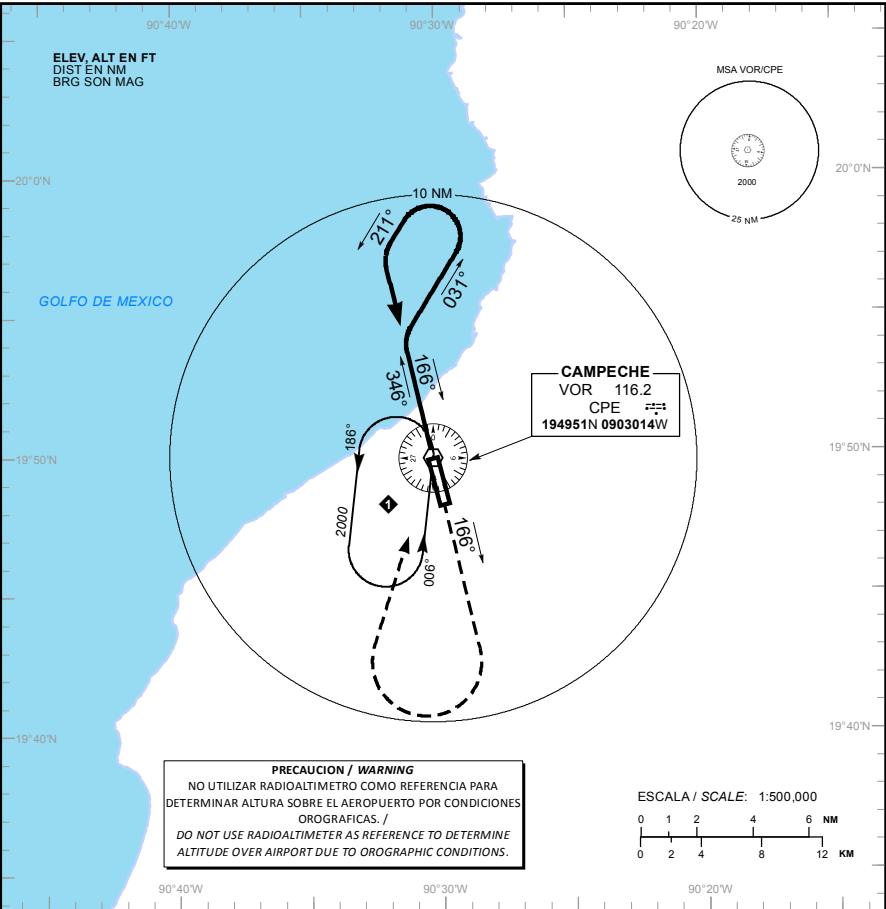 90°40'W
90°30'W
90°20'W
ELEV, ALT EN FT
DIST EN NM
BRG SON MAG
MSA VOR/CPE
2000
25 NM
20°0'N
20°0'N
10 NM
211°
031°
GOLFO DE MEXICO
166°
346°
CAMPECHE
VOR 116.2
CPE
194951N 0903014W
186°
19°50'N
19°50'N
1
2000
166°
006°
19°40'N
19°40'N
PRECAUCION / WARNING
NO UTILIZAR RADIOALTIMETRO COMO REFERENCIA PARA
DETERMINAR ALTURA SOBRE EL AEROPUERTO POR CONDICIONES
OROGRAFICAS. /
DO NOT USE RADIOALTIMETER AS REFERENCE TO DETERMINE
ALTITUDE OVER AIRPORT DUE TO OROGRAPHIC CONDITIONS.
ESCALA / SCALE: 1:500,000
0 1 2 4 6 NM
0 2 4 8 12 KM
90°40'W
90°30'W
90°20'W